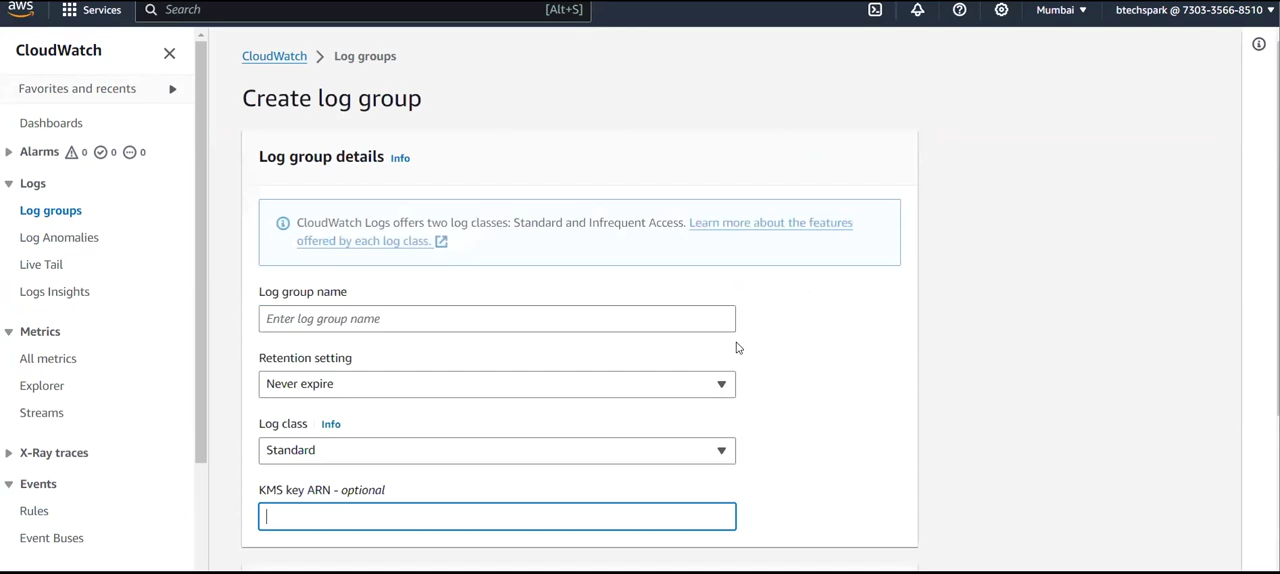 aws
Services
Search
[Alt+S]
Mumbai
btechspark @ 7303-3566-8510
CloudWatch
Favorites and recents
Dashboards
Alarms 0 0 0
Logs
Log groups
Log Anomalies
Live Tail
Logs Insights
Metrics
All metrics
Explorer
Streams
X-Ray traces
Events
Rules
Event Buses
CloudWatch > Log groups
Create log group
Log group details Info
CloudWatch Logs offers two log classes: Standard and Infrequent Access. Learn more about the features
offered by each log class.
Log group name
Enter log group name
Retention setting
Never expire
Log class Info
Standard
KMS key ARN - optional